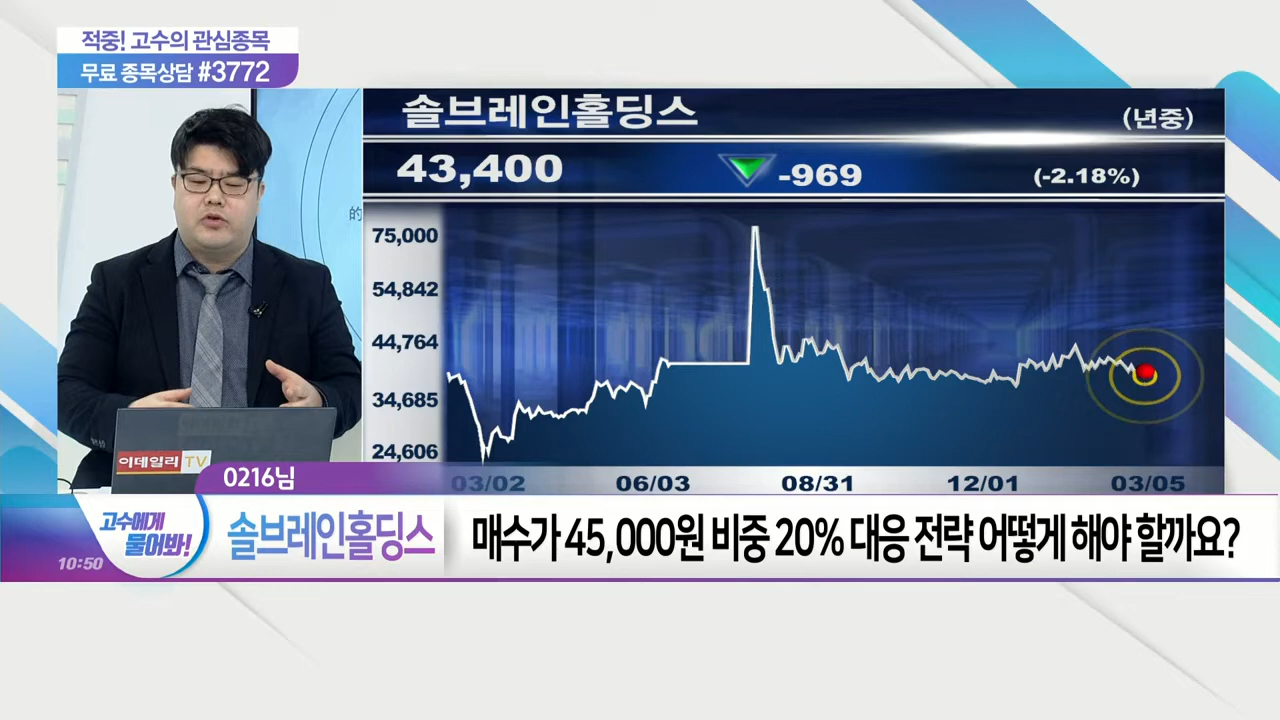 적중! 고수의 관심종목
무료 종목상담 #3772
솔브레인홀딩스
(년중)
43,400
-969
(-2.18%)
的
75,000
54,842
44,764
34,685
24,606
03/02
06/03
08/31
12/01
03/05
이데일리TV
0216님
고수에게
물어봐!
10:50
솔브레인홀딩스
매수가 45,000원 비중 20% 대응 전략 어떻게 해야 할까요?